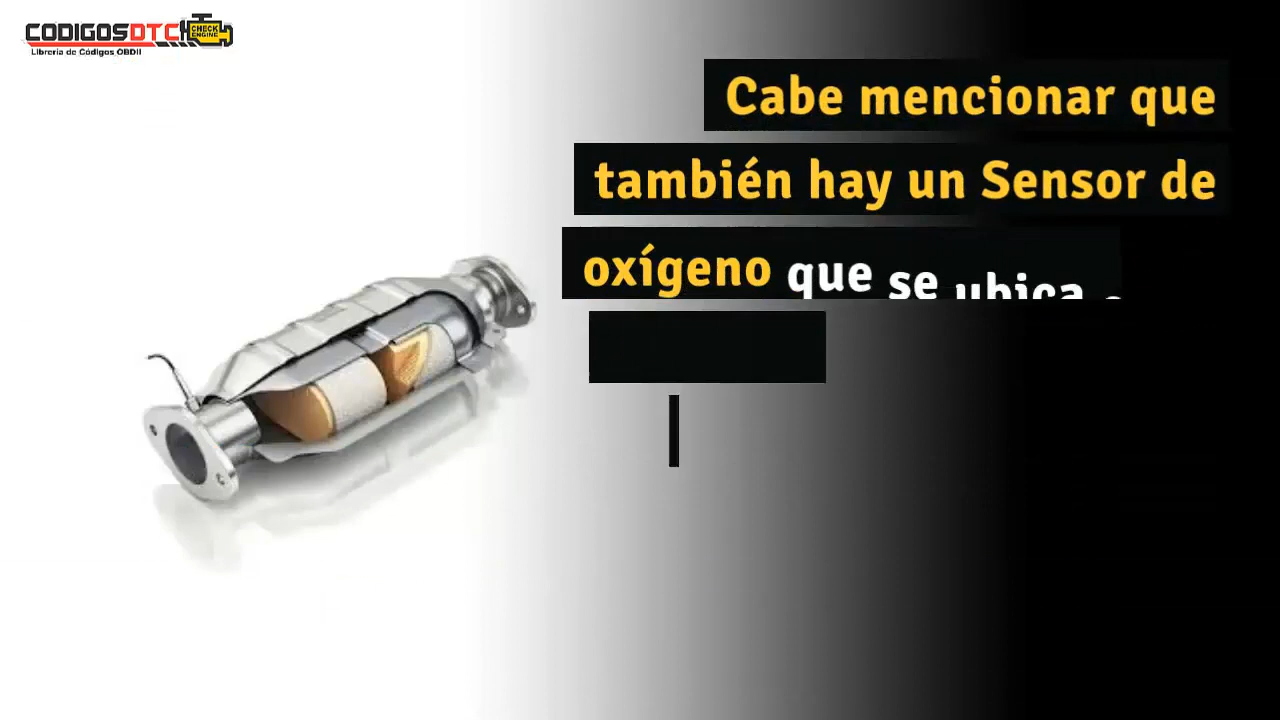 CODIGOSDTC
CHECK
ENGINE
Librería de Códigos OBDII
Cabe mencionar que
también hay un Sensor de
oxígeno que se ubica